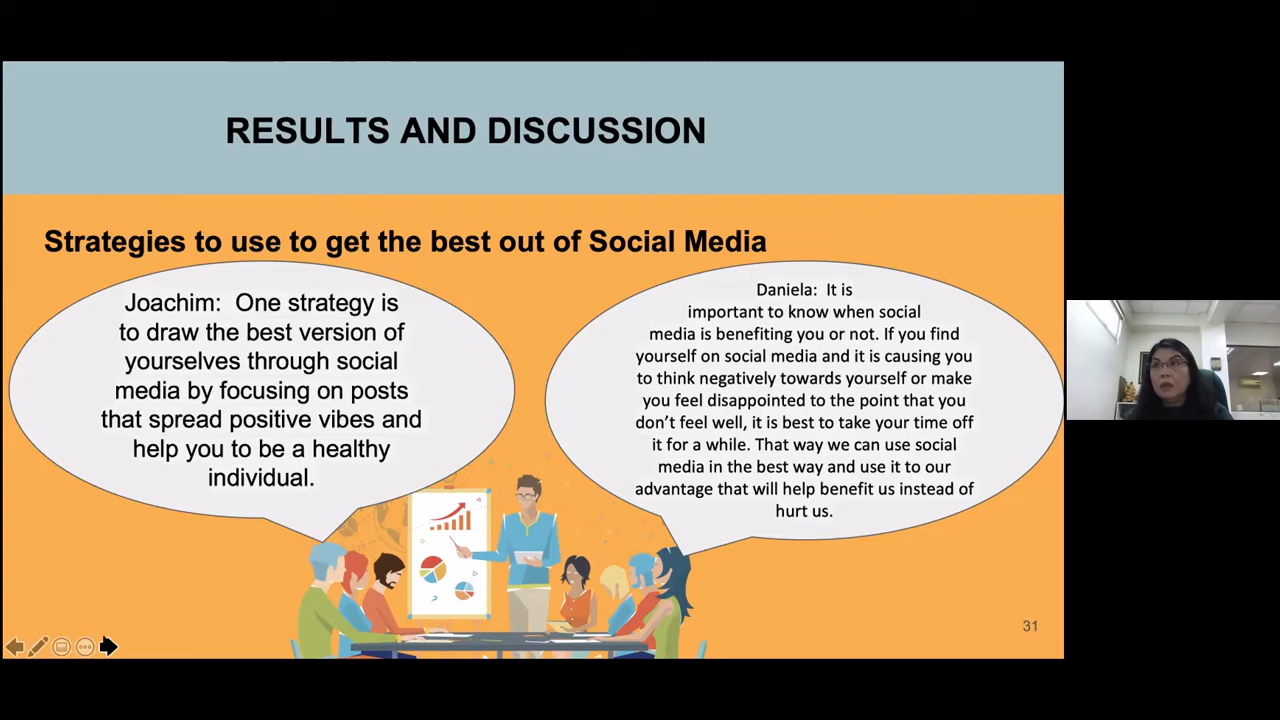 RESULTS AND DISCUSSION
Strategies to use to get the best out of Social Media
Joachim: One strategy is
to draw the best version of
yourselves through social
media by focusing on posts
that spread positive vibes and
help you to be a healthy
individual.
Daniela: It is
important to know when social
media is benefiting you or not. If you find
yourself on social media and it is causing you
to think negatively towards yourself or make
you feel disappointed to the point that you
don’t feel well, it is best to take your time off
it for a while. That way we can use social
media in the best way and use it to our
advantage that will help benefit us instead of
hurt us.
31